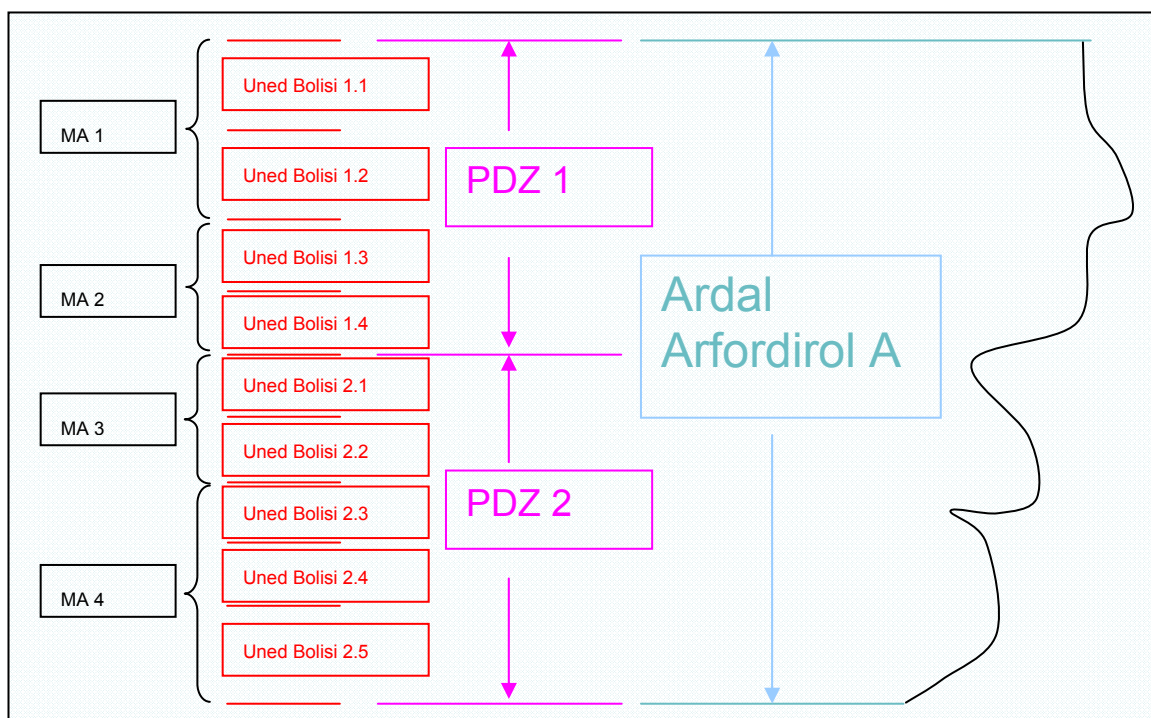 MA 1
MA 2
MA 3
MA 4
Uned Bolisi 1.1
Uned Bolisi 1.2
Uned Bolisi 1.3
Uned Bolisi 1.4
Uned Bolisi 2.1
Uned Bolisi 2.2
Uned Bolisi 2.3
Uned Bolisi 2.4
Uned Bolisi 2.5
PDZ 1
PDZ 2
Ardal
Arfordirol A